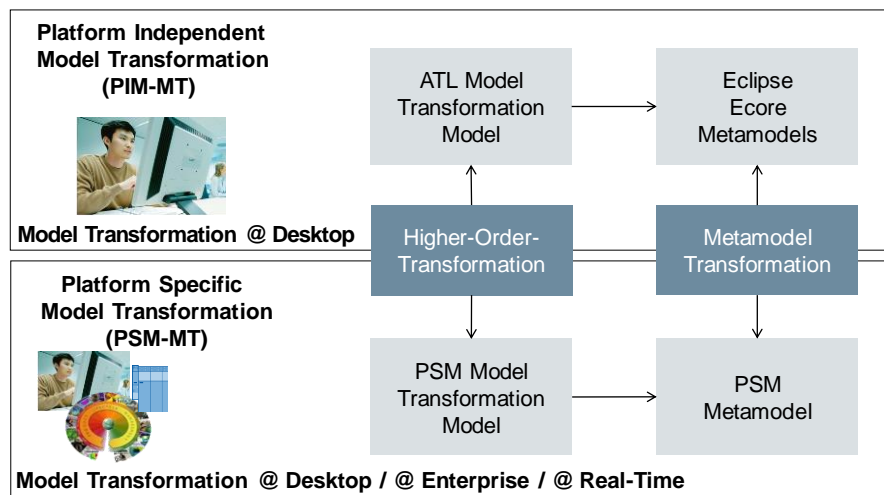 Platform Independent
Model Transformation
(PIM-MT)
Model Transformation @ Desktop
ATL Model
Transformation
Model
Eclipse
Ecore
Metamodels
Higher-Order-
Transformation
Metamodel
Transformation
Platform Specific
Model Transformation
(PSM-MT)
PSM Model
Transformation
Model
PSM
Metamodel
Model Transformation @ Desktop / @ Enterprise / @ Real-Time